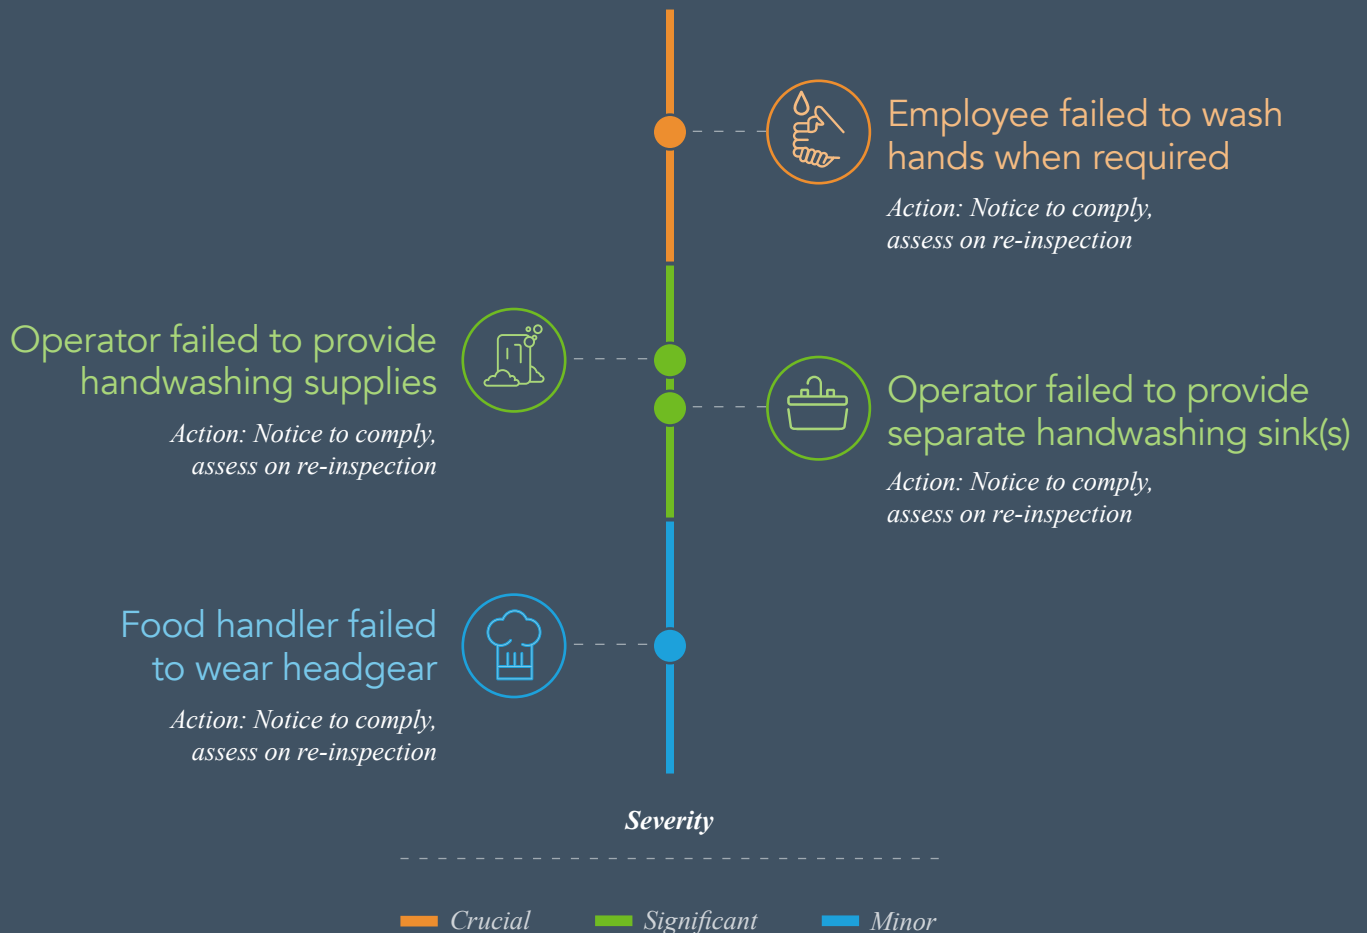 Employee failed to wash
hands when required
Action: Notice to comply,
assess on re-inspection
Operator failed to provide
handwashing supplies
Action: Notice to comply,
assess on re-inspection
Operator failed to provide
separate handwashing sink(s)
Action: Notice to comply,
assess on re-inspection
Food handler failed
to wear headgear
Action: Notice to comply,
assess on re-inspection
Severity
Crucial
Significant
Minor